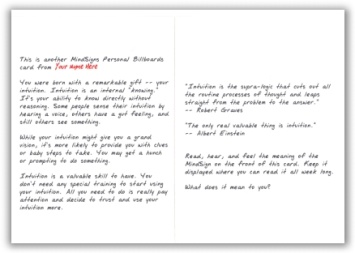 This is another MindSigns Personal Billboards
card from Your Name Here
You were born with a remarkable gift -- your
intuition. Intuition is an internal "knowing."
It's your ability to know directly without
reasoning. Some people sense their intuition by
hearing a voice, others have a gut feeling, and
still others see something.
While your intuition might give you a grand
vision, it's more likely to provide you with clues
or baby steps to take. You may get a hunch
or prompting to do something.
Intuition is a valuable skill to have. You
don't need any special training to start using
your intuition. All you need to do is really pay
attention and decide to trust and use your
intuition more.
"Intuition is the supra-logic that cuts out all
the routine processes of thought and leaps
straight from the problem to the answer."
-- Robert Graves
"The only real valuable thing is intuition."
-- Albert Einstein
Read, hear, and feel the meaning of the
MindSign on the front of this card. Keep it
displayed where you can read it all week long.
What does it mean to you?